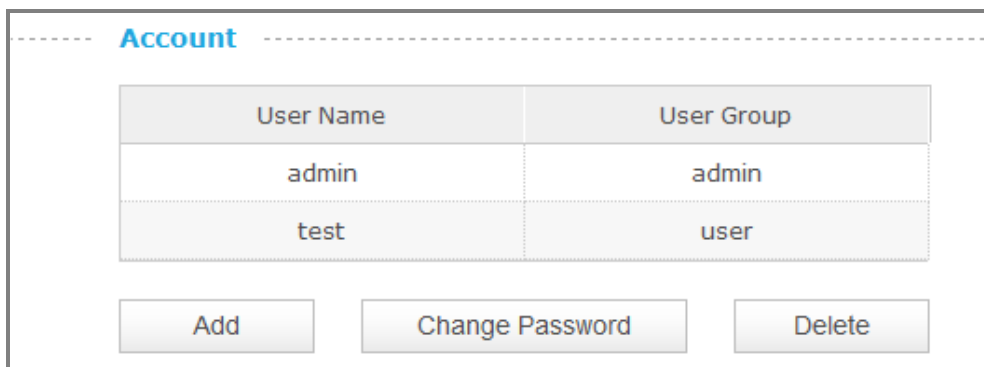 Account
User Name User Group
admin admin
test user
Add Change Password Delete